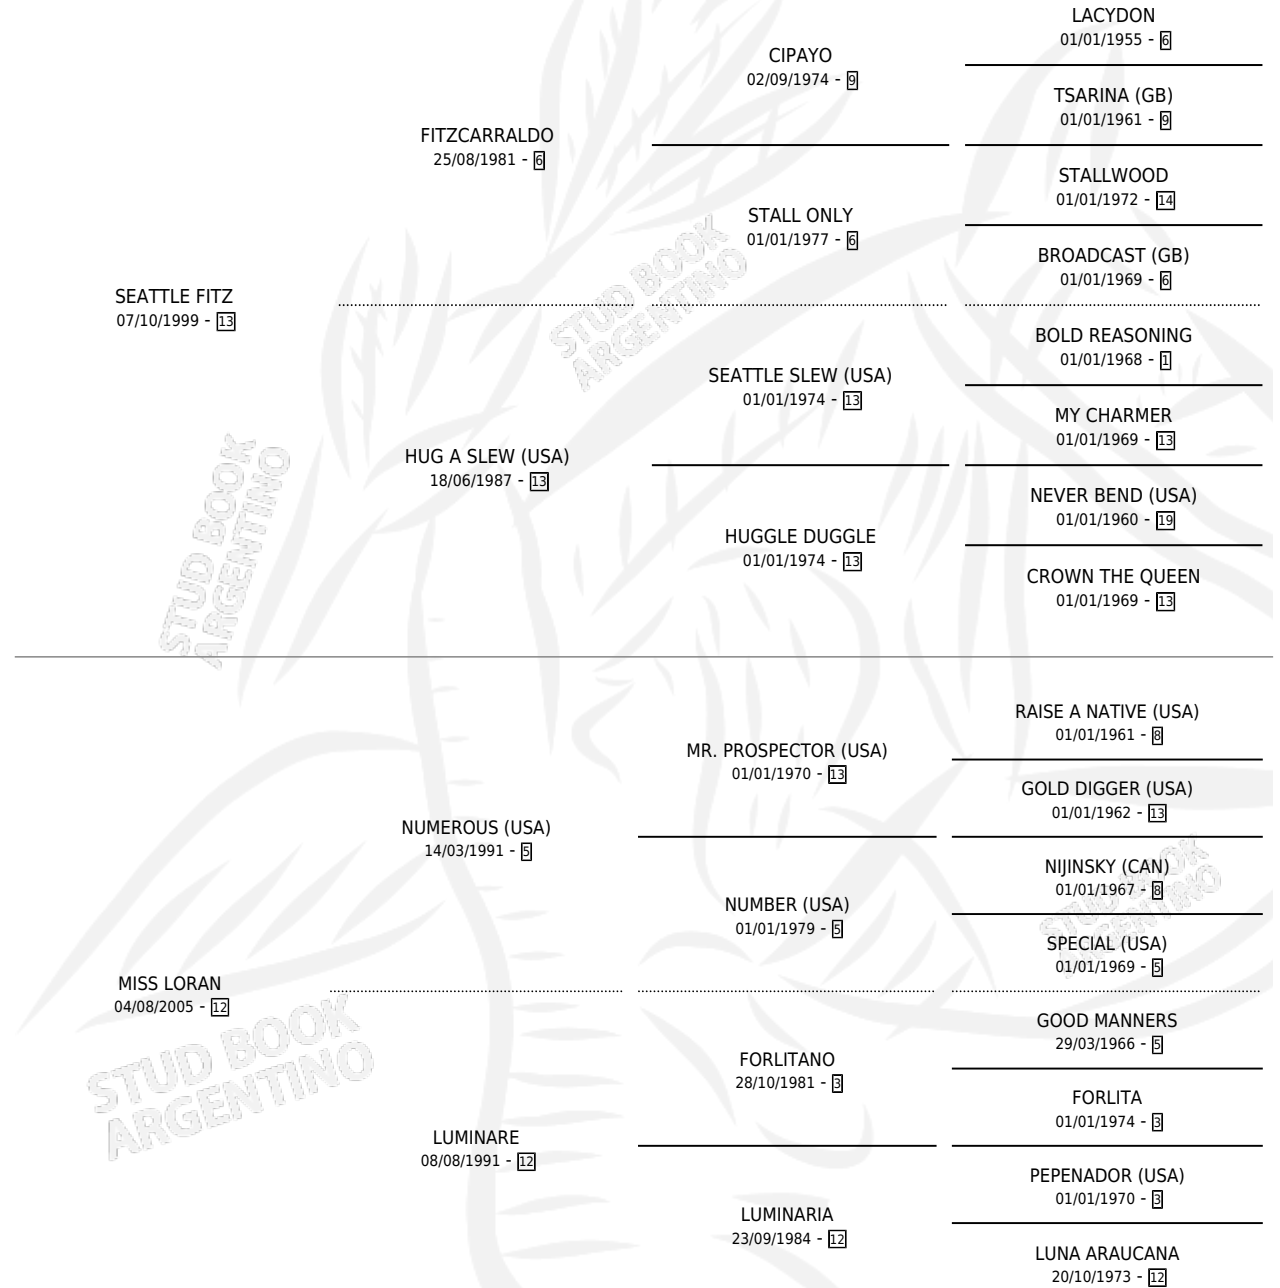 LACYDON
01/01/1955 - 6
CIPAYO
02/09/1974 - 9
TSARINA (GB)
01/01/1961 - 9
FITZCARRALDO
25/08/1981 - 6
STALLWOOD
01/01/1972 - 14
STALL ONLY
01/01/1977 - 6
BROADCAST (GB)
01/01/1969 - 6
SEATTLE FITZ
07/10/1999 - 13
BOLD REASONING
01/01/1968 - 1
SEATTLE SLEW (USA)
01/01/1974 - 13
MY CHARMER
01/01/1969 - 13
HUG A SLEW (USA)
18/06/1987 - 13
NEVER BEND (USA)
01/01/1960 - 19
HUGGLE DUGGLE
01/01/1974 - 13
CROWN THE QUEEN
01/01/1969 - 13
RAISE A NATIVE (USA)
01/01/1961 - 8
MR. PROSPECTOR (USA)
01/01/1970 - 13
GOLD DIGGER (USA)
01/01/1962 - 13
NUMEROUS (USA)
14/03/1991 - 5
NIJINSKY (CAN)
01/01/1967 - 8
NUMBER (USA)
01/01/1979 - 5
SPECIAL (USA)
01/01/1969 - 5
MISS LORAN
04/08/2005 - 12
GOOD MANNERS
29/03/1966 - 5
FORLITANO
28/10/1981 - 3
FORLITA
01/01/1974 - 3
LUMINARE
08/08/1991 - 12
PEPENADOR (USA)
01/01/1970 - 3
LUMINARIA
23/09/1984 - 12
LUNA ARAUCANA
20/10/1973 - 12
STUD BOOK
ARGENTINO
STUD BOOK
ARGENTINO
STUD BOOK
ARGENTINO
STUD BOOK
ARGENTINO